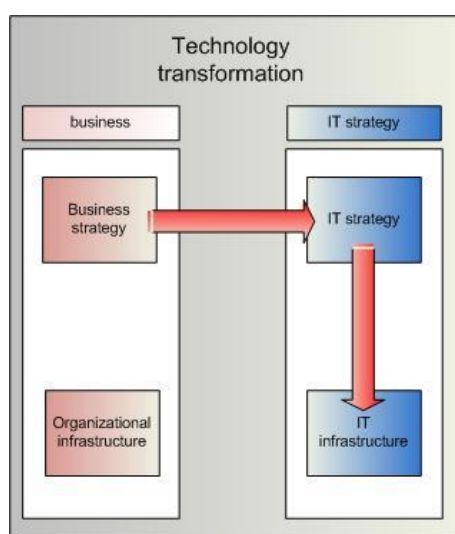 Technology
transformation
business
IT strategy
Business
strategy
IT strategy
Organizational
infrastructure
IT
infrastructure